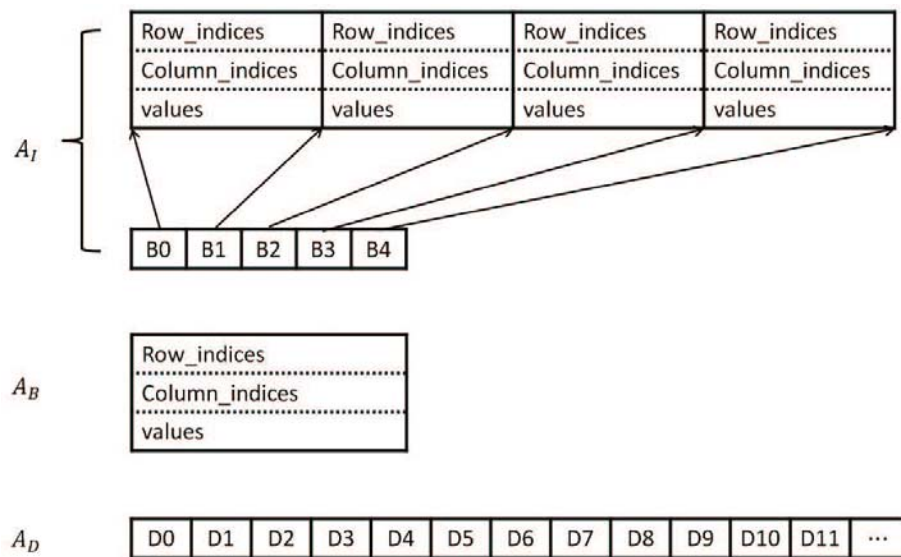 Row_indices Row_indices Row_indices Row_indices
Column_indices Column_indices Column_indices Column_indices
values values values values
A_I
B0 B1 B2 B3 B4
Row_indices
A_B Column_indices
values
A_D D0 D1 D2 D3 D4 D5 D6 D7 D8 D9 D10 D11 ...